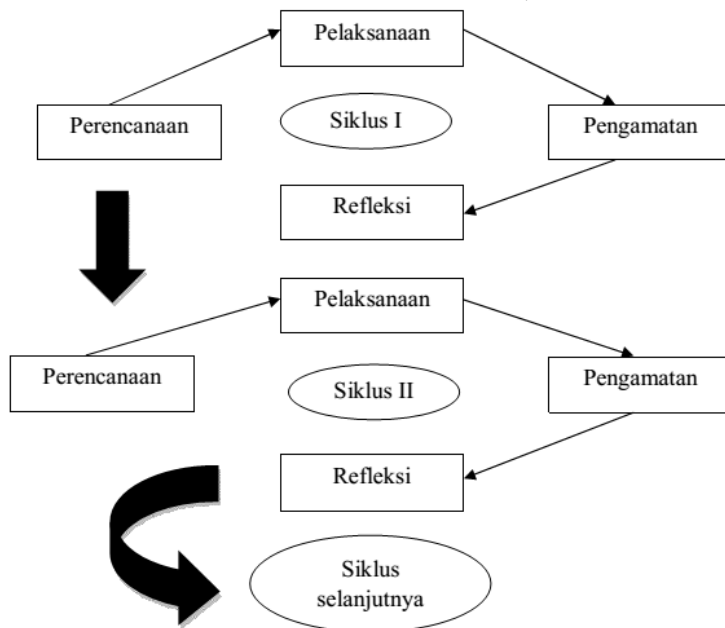 Pelaksanaan
Perencanaan
Siklus I
Pengamatan
Refleksi
Pelaksanaan
Perencanaan
Siklus II
Pengamatan
Refleksi
Siklus
selanjutnya